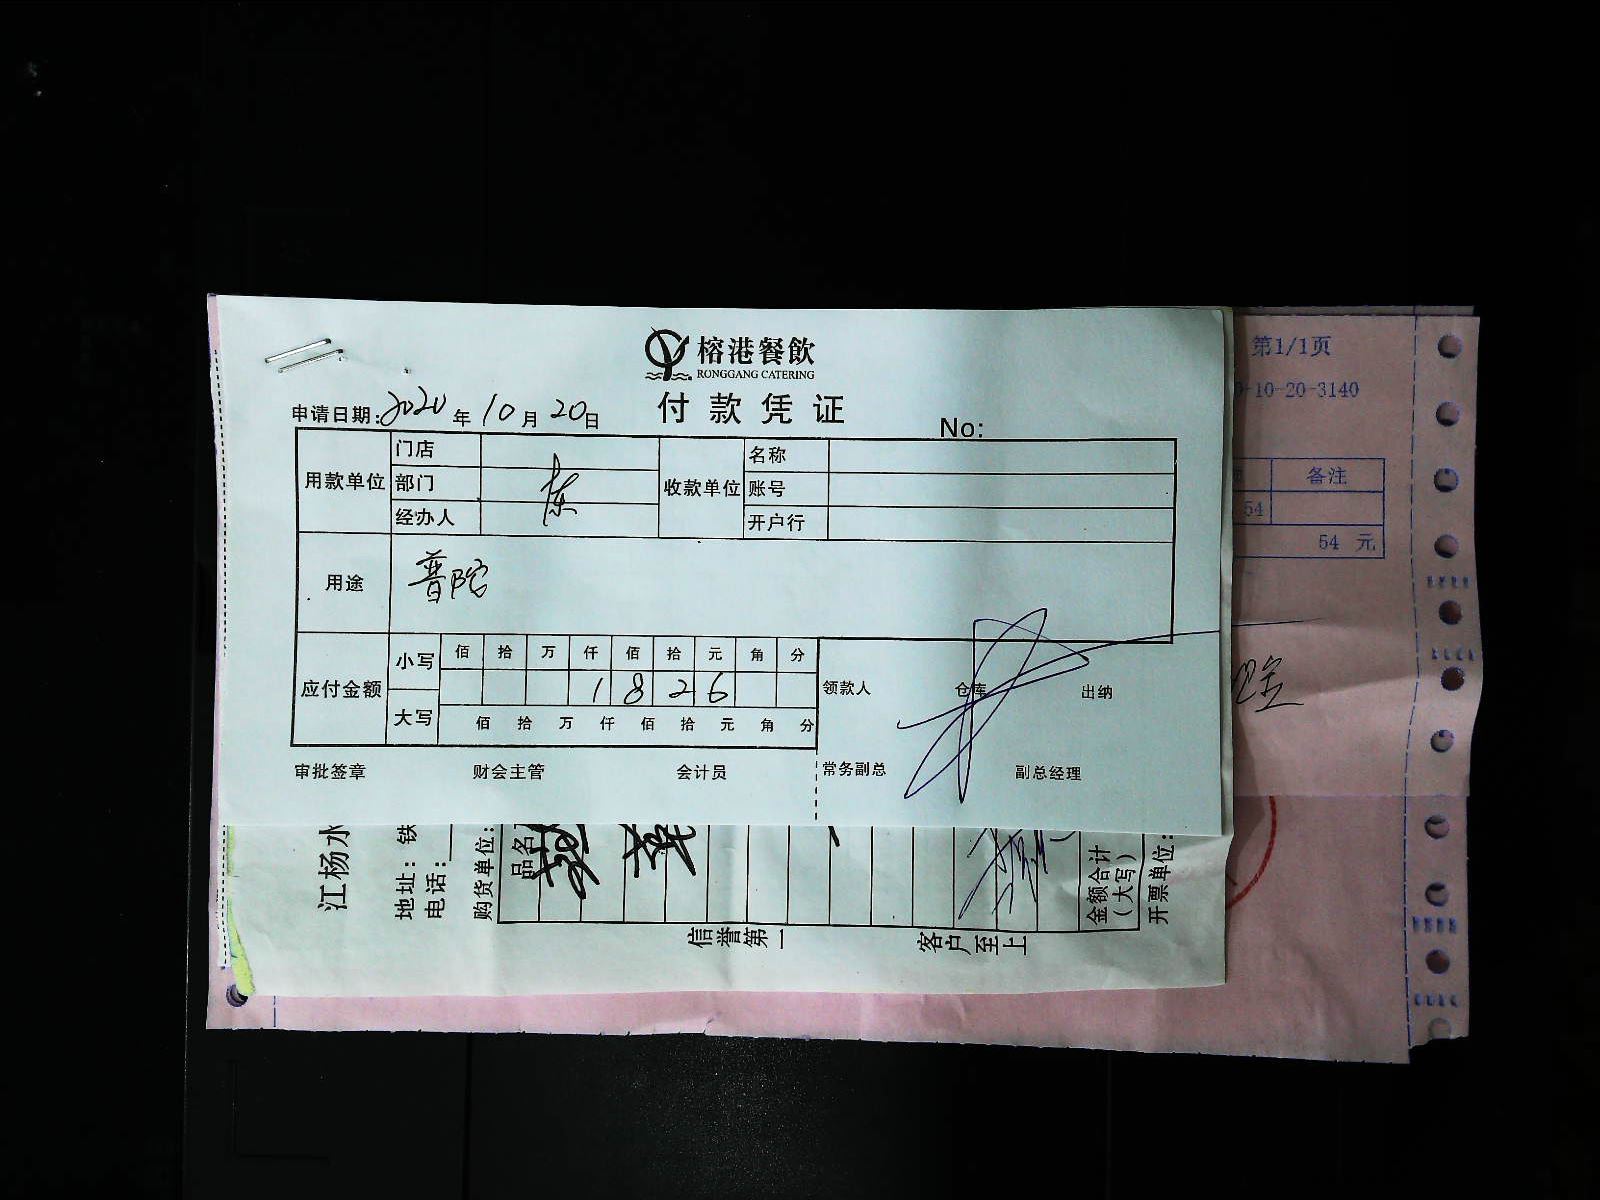 榕港餐飲
RONGGANG CATERING
付款凭证
申请日期: 2020 年 10 月 20 日
No:
用款单位 门店 收款单位 名称
部门 账号
经办人 开户行
用途 普陀
应付金额 小写 佰 拾 万 仟 佰 拾 元 角 分
1 8 2 6
大写 佰 拾 万 仟 佰 拾 元 角 分
领款人 仓库 出纳
审批签章 财会主管 会计员 常务副总 副总经理
第1/1页
-10-20-3140
备注
54
54 元
江杨水
地址: 铁
电话:
购货单位:
品名
金额合计
(大写)
开票单位:
信誉第一 客户至上